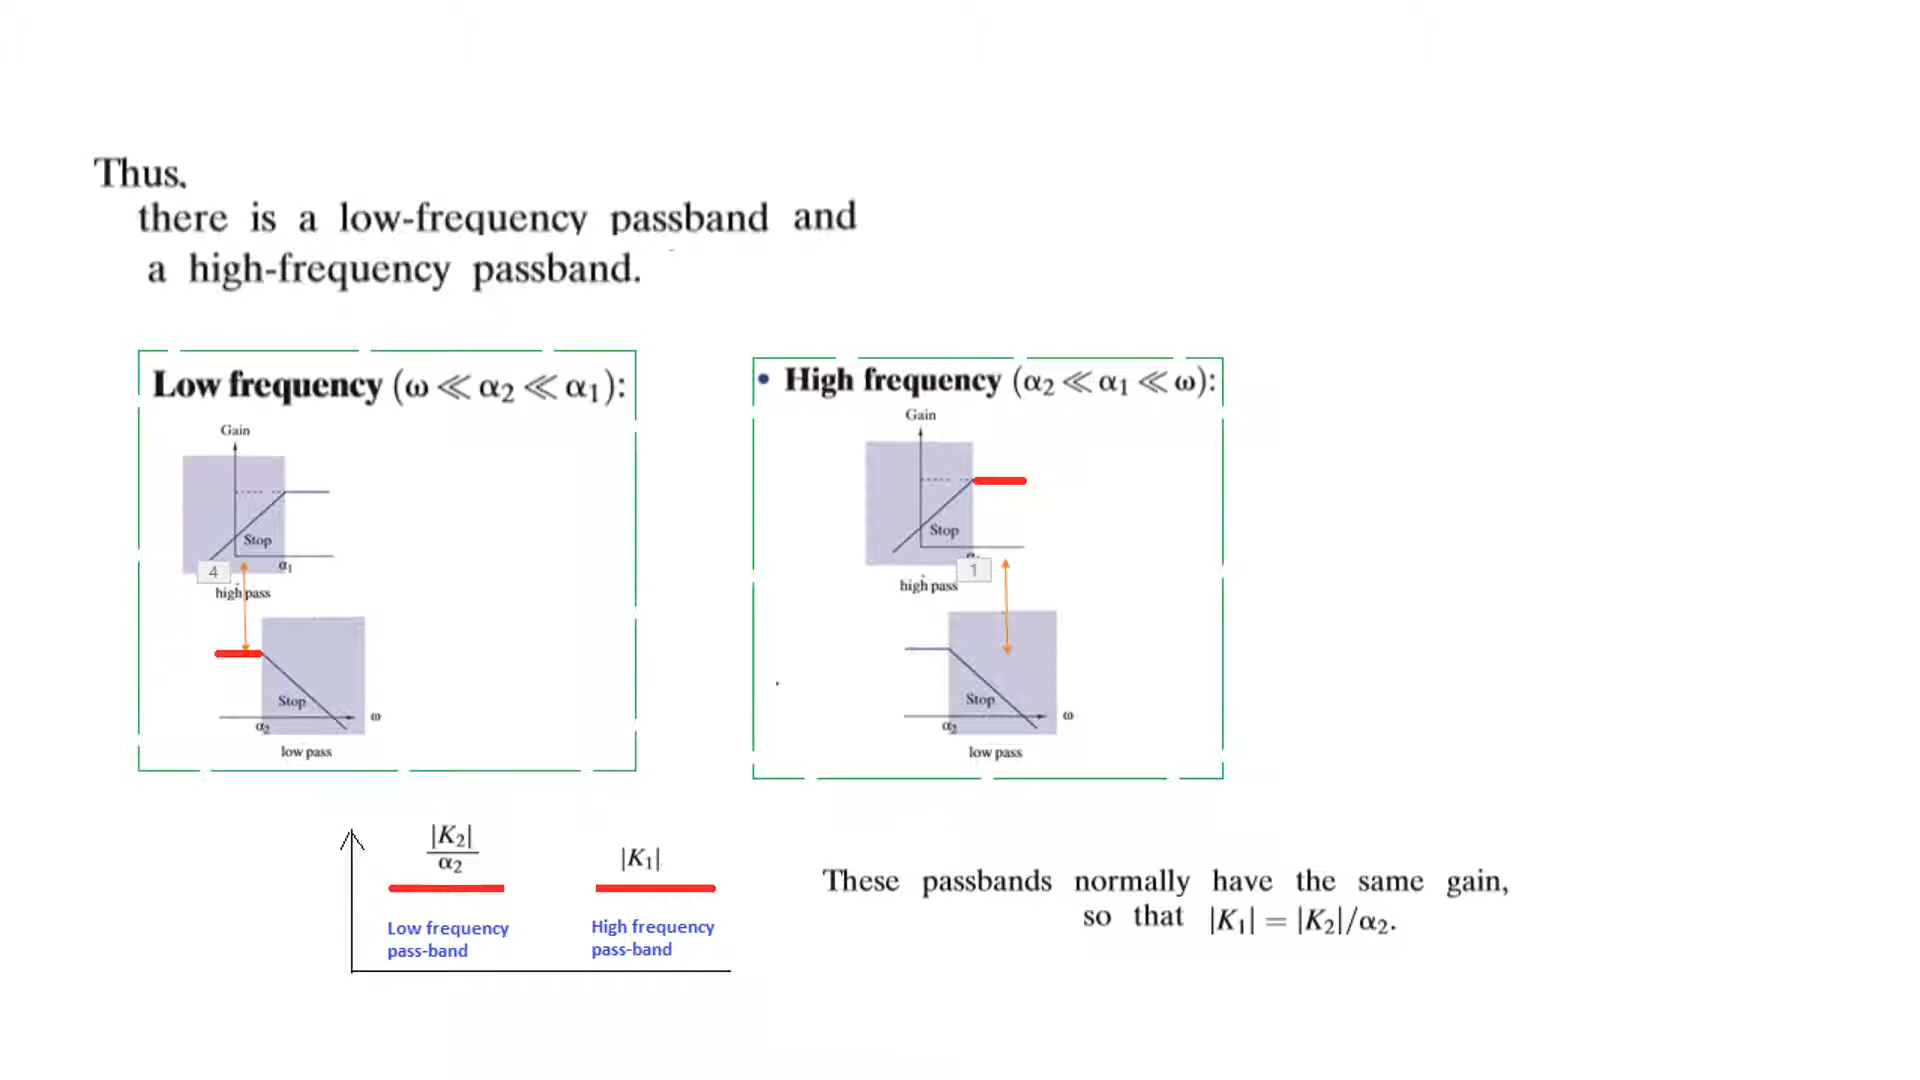 Thus,
there is a low-frequency passband and
a high-frequency passband.
Low frequency (ω ≪ α₂ ≪ α₁):
Gain
Stop
α₁
4
high pass
Stop
ω
α₂
low pass
• High frequency (α₂ ≪ α₁ ≪ ω):
Gain
Stop
1
high pass
Stop
ω
α₂
low pass
|K₂|
α₂
|K₁|
Low frequency
pass-band
High frequency
pass-band
These passbands normally have the same gain,
so that |K₁| = |K₂|/α₂.